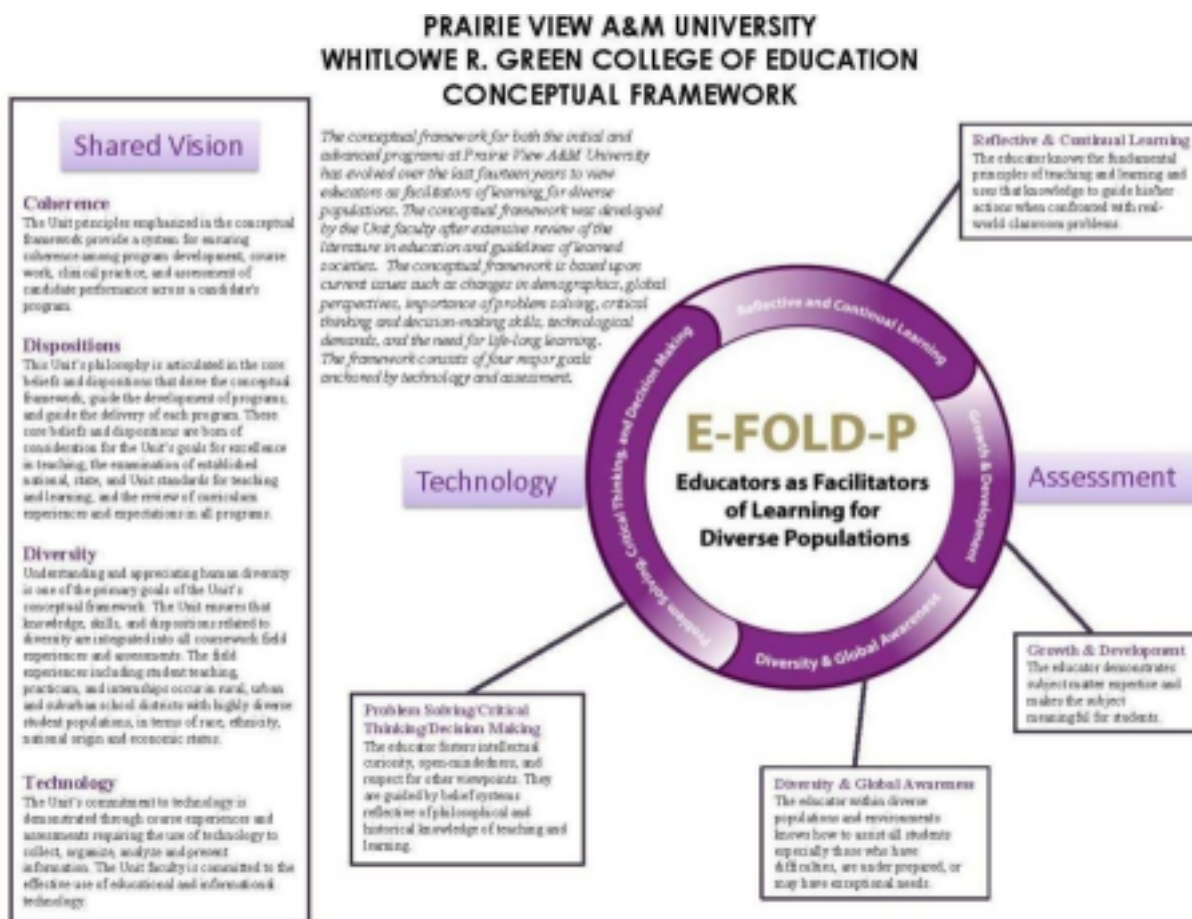 PRAIRIE VIEW A&M UNIVERSITY
WHITLOWE R. GREEN COLLEGE OF EDUCATION
CONCEPTUAL FRAMEWORK
Shared Vision
Coherence
The Unit principles emphasized in the conceptual
framework provide a system for ensuring
coherence among program development, course
work, clinical practice, and assessment of
candidate performance across a candidate's
program.
Dispositions
This Unit's philosophy is articulated in the core
beliefs and dispositions that drive the conceptual
framework, guide the development of programs,
and guide the delivery of each program. These
core beliefs and dispositions are born of
consideration for the Unit's goals for excellence
in teaching, the examination of established
national, state, and Unit standards for teaching
and learning, and the review of curriculum
experiences and expectations in all programs.
Diversity
Understanding and appreciating human diversity
is one of the primary goals of the Unit's
conceptual framework. The Unit ensures that
knowledge, skills, and dispositions related to
diversity are integrated into all coursework field
experiences and assessments. The field
experiences including student teaching,
practicum, and internships occur in rural, urban
and suburban school districts with highly diverse
student populations, in terms of race, ethnicity,
national origin and economic status.
Technology
The Unit's commitment to technology is
demonstrated through course experiences and
assessments requiring the use of technology to
collect, organize, analyze and present
information. The Unit faculty is committed to the
effective use of educational and informational
technology.
The conceptual framework for both the initial and
advanced programs at Prairie View A&M University
has evolved over the last fourteen years to view
educators as facilitators of learning for diverse
populations. The conceptual framework was developed
by the Unit faculty after extensive review of the
literature in education and guidelines of learned
societies. The conceptual framework is based upon
current issues such as changes in demographics, global
perspectives, importance of problem solving, critical
thinking and decision-making skills, technological
demands, and the need for life-long learning.
The framework consists of four major goals
anchored by technology and assessment.
Technology
E-FOLD-P
Educators as Facilitators
of Learning for
Diverse Populations
Reflective and Continual Learning
Growth & Development
Diversity & Global Awareness
Problem Solving, Critical Thinking, and Decision Making
Assessment
Reflective & Continual Learning
The educator knows the fundamental
principles of teaching and learning and
uses that knowledge to guide his/her
actions when confronted with real-
world classroom problems.
Growth & Development
The educator demonstrates
subject matter expertise and
makes the subject
meaningful for students.
Problem Solving/Critical
Thinking/Decision Making
The educator fosters intellectual
curiosity, open-mindedness, and
respect for other viewpoints. They
are guided by belief systems
reflective of philosophical and
historical knowledge of teaching and
learning.
Diversity & Global Awareness
The educator within diverse
populations and environments
knows how to assist all students
especially those who have
difficulties, are under prepared, or
may have exceptional needs.